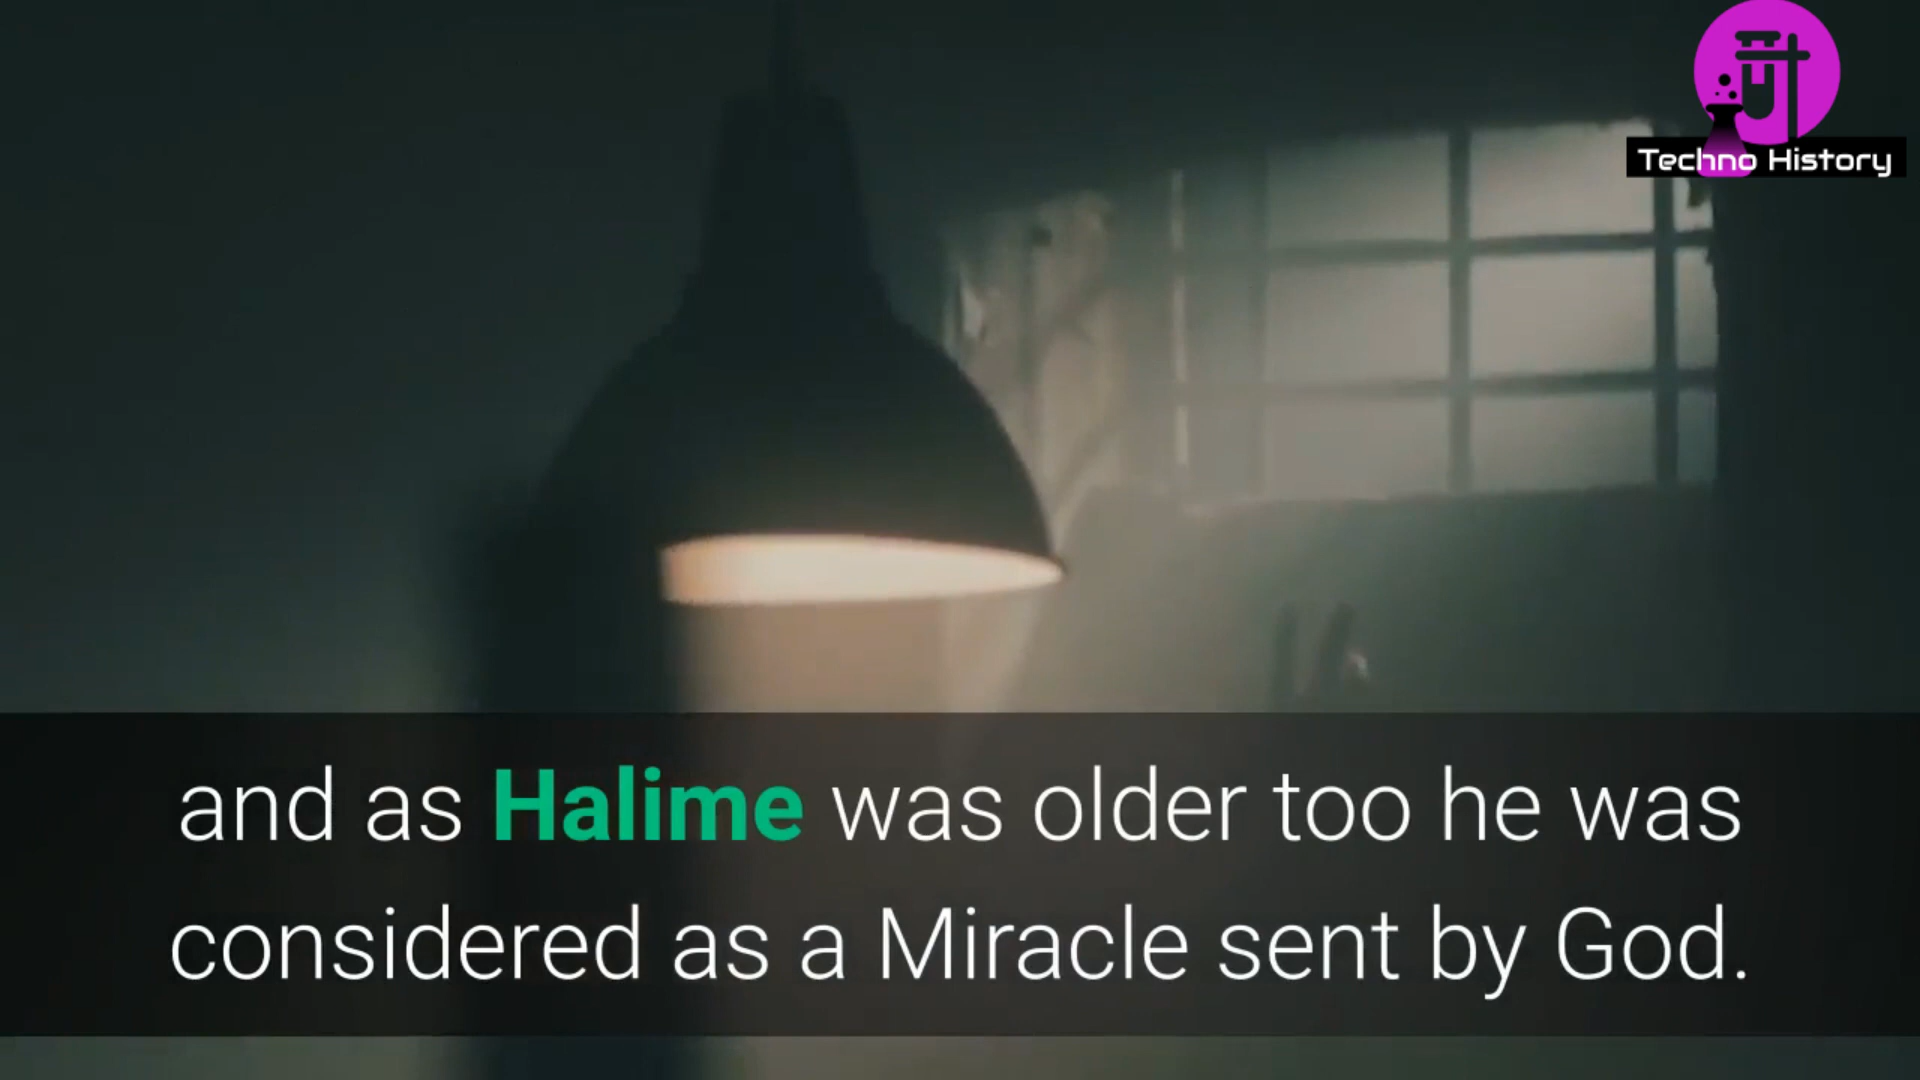 Techno History
and as Halime was older too he was
considered as a Miracle sent by God.